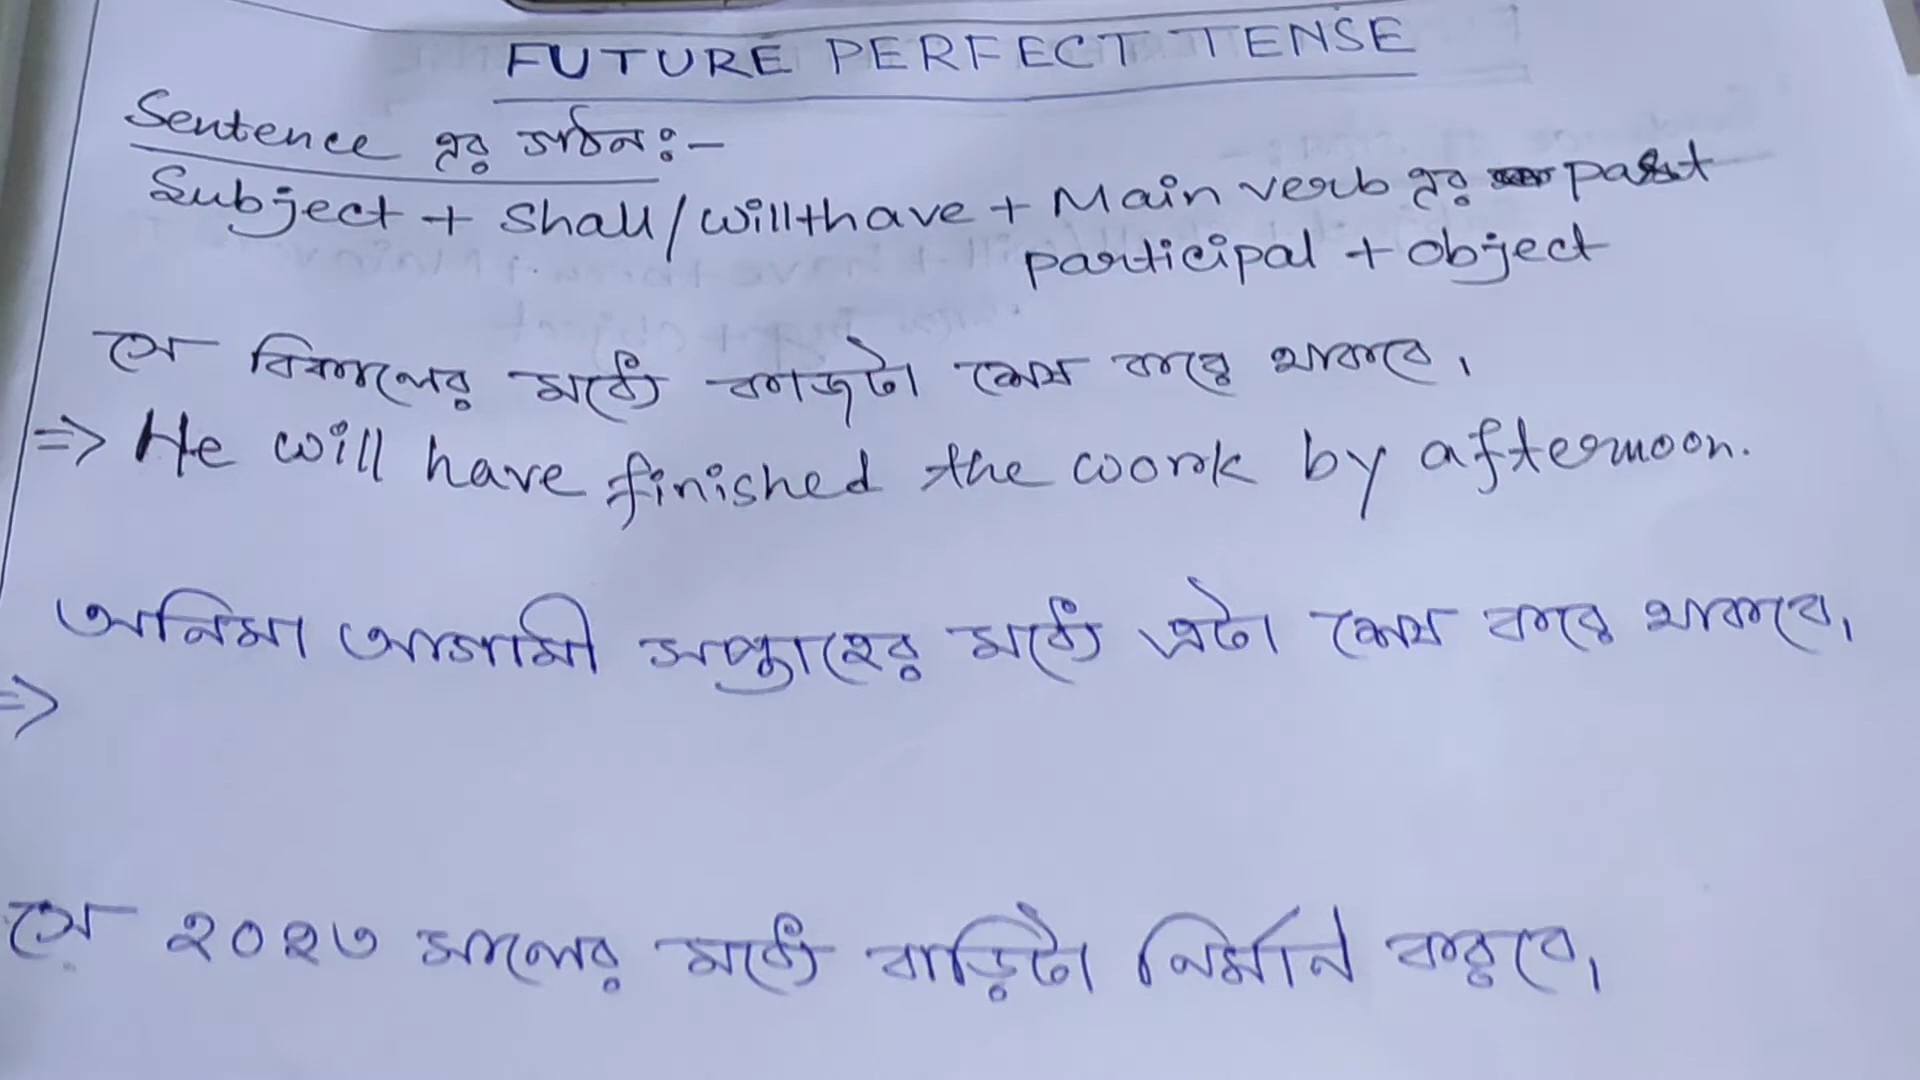 FUTURE PERFECT TENSE
Sentence এর গঠন:-
Subject + Shall/will+have + Main verb এর past
participal + object
সে বিকালের মধ্যে কাজটা শেষ করে থাকবে।
=> He will have finished the work by afternoon.
অনিমা আগামী সপ্তাহের মধ্যে এটা শেষ করে থাকবে।
=>
সে ২০২৩ সালের মধ্যে বাড়িটা নির্মান করবে।